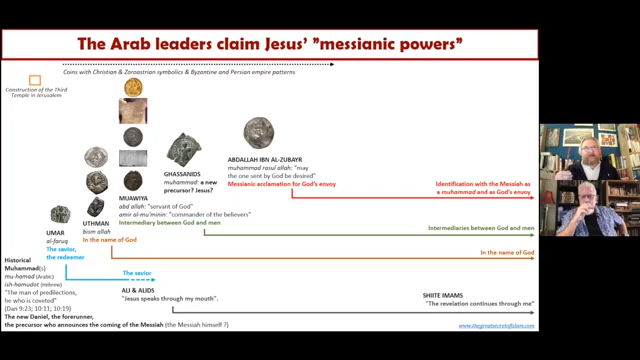 The Arab leaders claim Jesus' "messianic powers"
Coins with Christian & Zoroastrian symbolics & Byzantine and Persian empire patterns
Construction of the Third
Temple in Jerusalem
UMAR
al-faruq
The savior,
the redeemer
UTHMAN
bism allah
In the name of God
MUAWIYA
abd allah: "servant of God"
amir al-mu'minin: "commander of the believers"
Intermediary between God and men
GHASSANIDS
muhammad: a new
precursor? Jesus?
ABDALLAH IBN AL-ZUBAYR
muhammad rasul allah: "may
the one sent by God be desired"
Messianic acclamation for God's envoy
Identification with the Messiah as
a muhammad and as God's envoy
Intermediaries between God and men
In the name of God
The savior
Historical
Muhammad(s)
mu-hamad (Arabic)
ish-hamudot (Hebrew)
"The man of predilections,
he who is coveted"
(Dan 9:23; 10:11; 10:19)
The new Daniel, the forerunner,
the precursor who announces the coming of the Messiah (the Messiah himself ?)
ALI & ALIDS
"Jesus speaks through my mouth".
SHIITE IMAMS
"The revelation continues through me"
www.thegreatsecretofislam.com